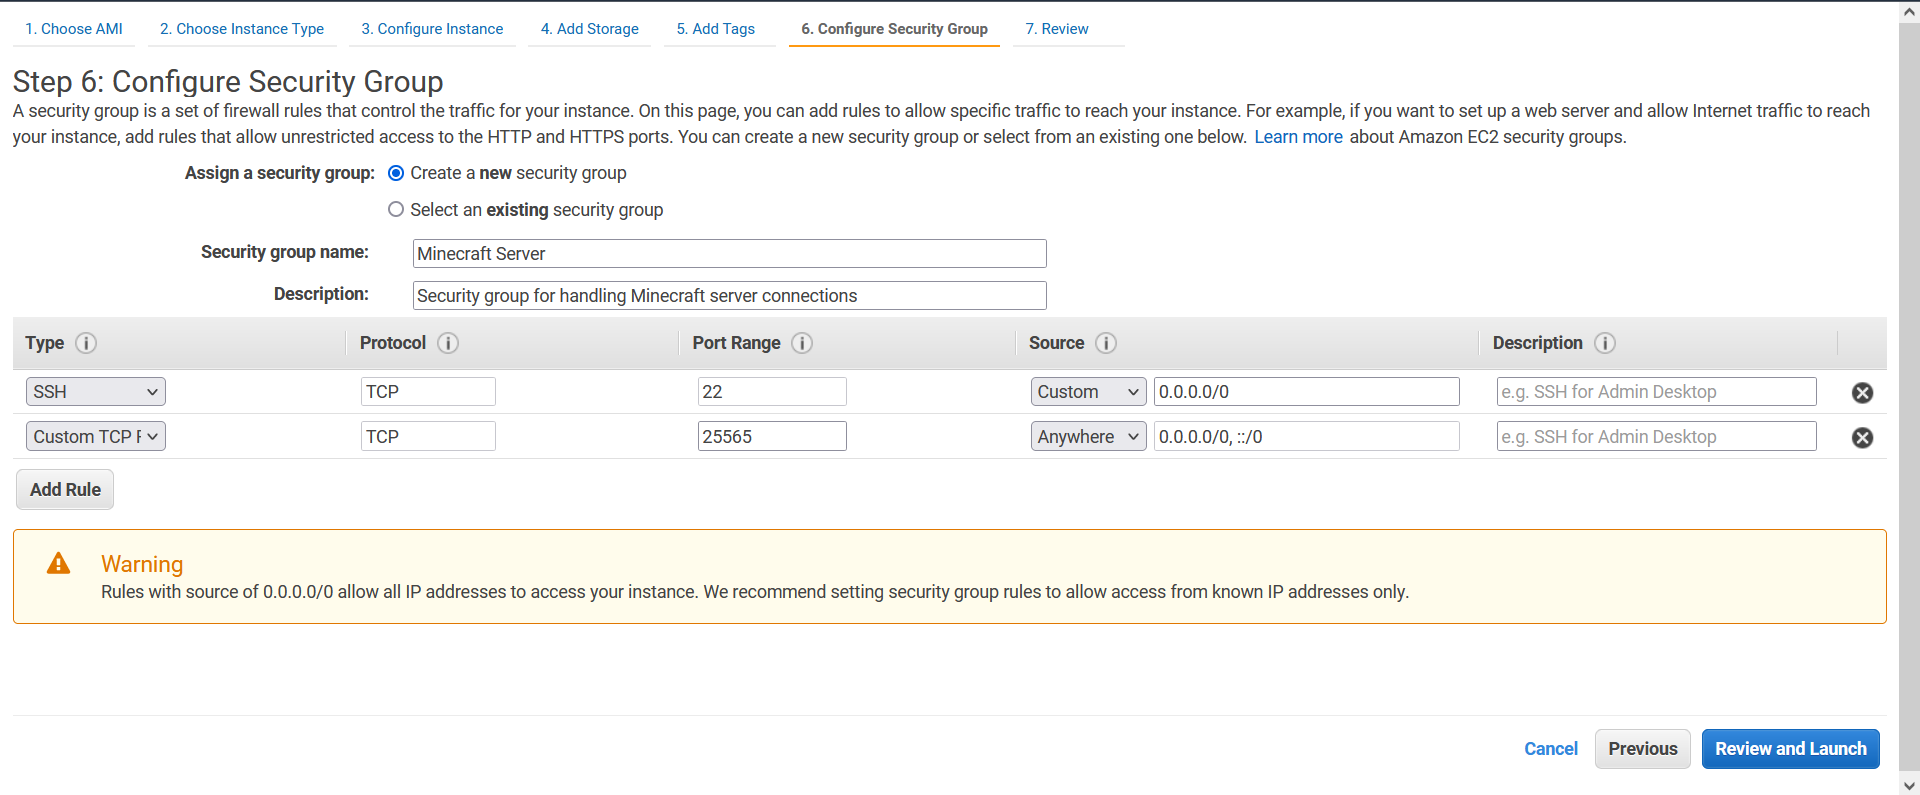 1. Choose AMI 2. Choose Instance Type 3. Configure Instance 4. Add Storage 5. Add Tags 6. Configure Security Group 7. Review
Step 6: Configure Security Group
A security group is a set of firewall rules that control the traffic for your instance. On this page, you can add rules to allow specific traffic to reach your instance. For example, if you want to set up a web server and allow Internet traffic to reach
your instance, add rules that allow unrestricted access to the HTTP and HTTPS ports. You can create a new security group or select from an existing one below. Learn more about Amazon EC2 security groups.
Assign a security group: Create a new security group
Select an existing security group
Security group name: Minecraft Server
Description: Security group for handling Minecraft server connections
Type i Protocol i Port Range i Source i Description i
SSH TCP 22 Custom 0.0.0.0/0 e.g. SSH for Admin Desktop
Custom TCP F TCP 25565 Anywhere 0.0.0.0/0, ::/0 e.g. SSH for Admin Desktop
Add Rule
Warning
Rules with source of 0.0.0.0/0 allow all IP addresses to access your instance. We recommend setting security group rules to allow access from known IP addresses only.
Cancel Previous Review and Launch